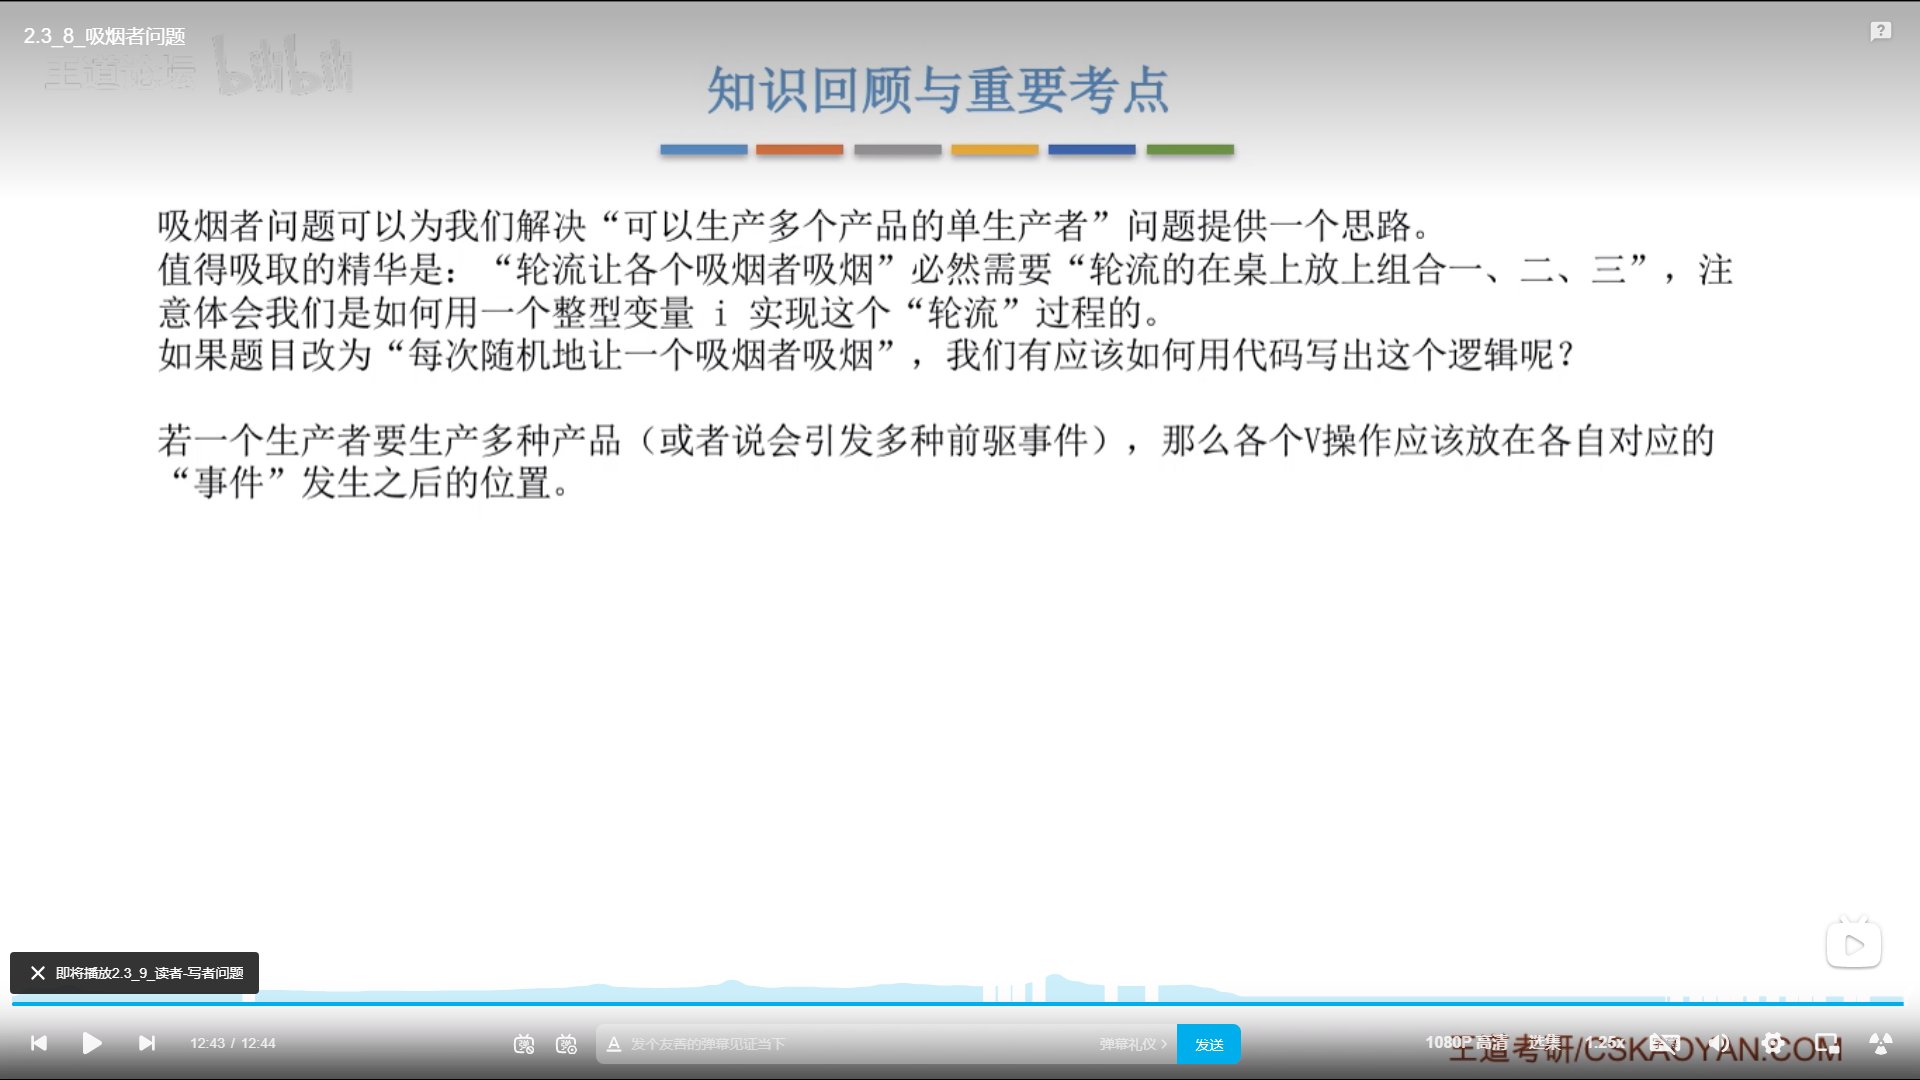 2.3_8_吸烟者问题
王道论坛 bilibili
知识回顾与重要考点
吸烟者问题可以为我们解决“可以生产多个产品的单生产者”问题提供一个思路。
值得吸取的精华是：“轮流让各个吸烟者吸烟”必然需要“轮流的在桌上放上组合一、二、三”，注
意体会我们是如何用一个整型变量 i 实现这个“轮流”过程的。
如果题目改为“每次随机地让一个吸烟者吸烟”，我们有应该如何用代码写出这个逻辑呢？
若一个生产者要生产多种产品（或者说会引发多种前驱事件），那么各个V操作应该放在各自对应的
“事件”发生之后的位置。
即将播放2.3_9_读者-写者问题
12:43 / 12:44
发个友善的弹幕见证当下
弹幕礼仪
发送
1080P 高清
选集
1.25x
王道考研/CSKAOYAN.COM